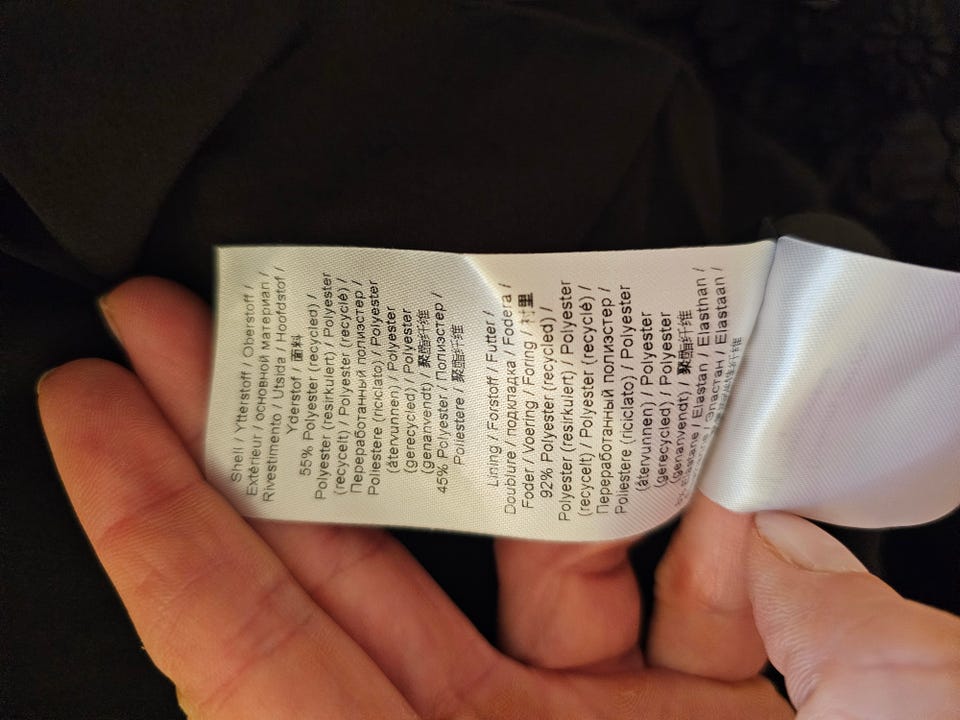 Shell / Ytterstoff / Oberstoff /
Extérieur / основной материал /
Rivestimento / Utsida / Hoofdstof /
Yderstof / 面料
55% Polyester (recycled) /
Polyester (resirkulert) / Polyester
(recycelt) / Polyester (recyclé) /
Переработанный полиэстер /
Poliestere (riciclato) / Polyester
(återvunnen) / Polyester
(gerecycled) / Polyester
(genanvendt) / 聚酯纤维
45% Polyester / Полиэстер /
Poliestere / 聚酯纤维
Lining / Forstoff / Futter /
Doublure / подкладка / Fodera /
Foder / Voering / Foring / 衬里
92% Polyester (recycled) /
Polyester (resirkulert) / Polyester
(recycelt) / Polyester (recyclé) /
Переработанный полиэстер /
Poliestere (riciclato) / Polyester
(återvunnen) / Polyester
(gerecycled) / Polyester
(genanvendt) / 聚酯纤维
Elastane / Elastan / Elasthan /
Эластан / Elastaan /
纤维